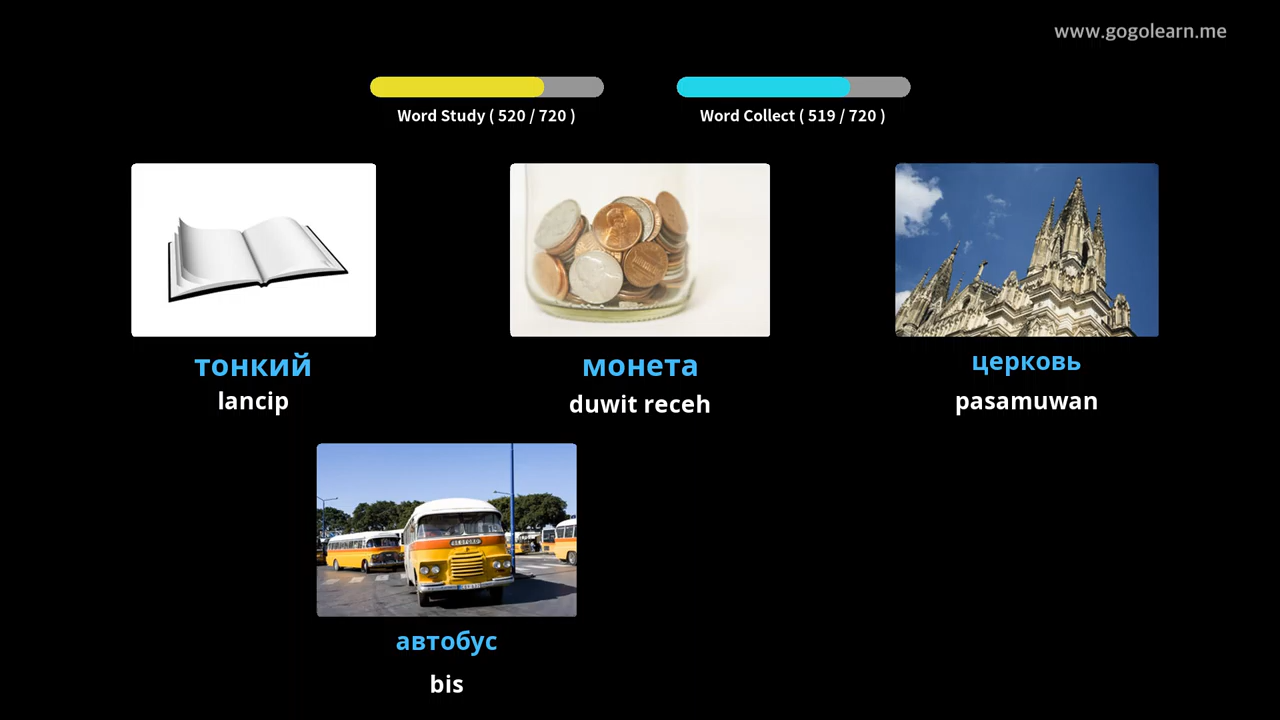 www.gogolearn.me
Word Study ( 520 / 720 )
Word Collect ( 519 / 720 )
тонкий
монета
церковь
lancip
duwit receh
pasamuwan
автобус
bis